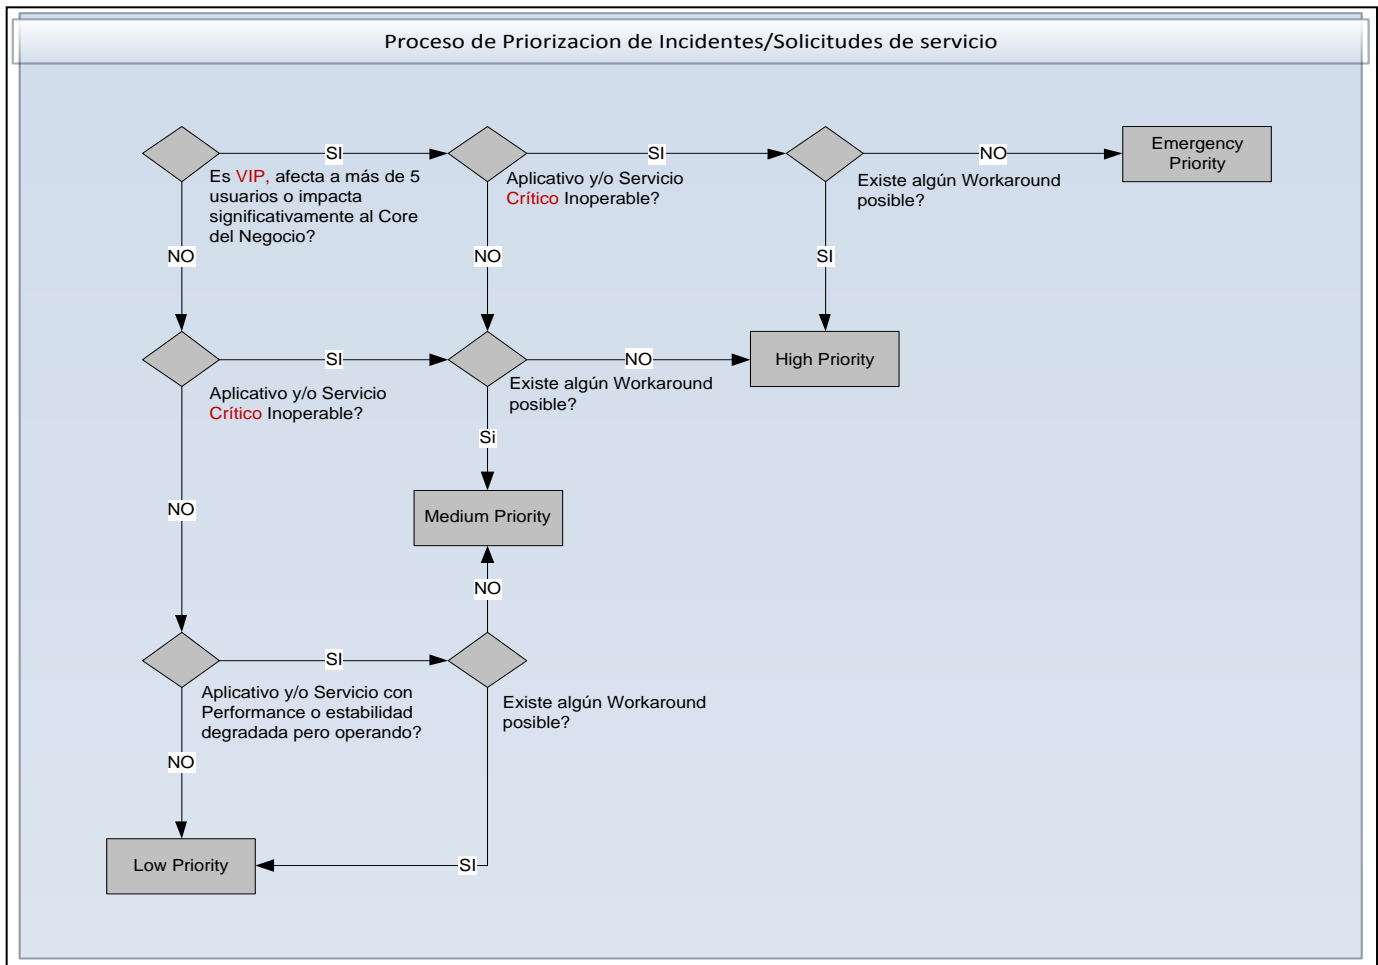 Proceso de Priorizacion de Incidentes/Solicitudes de servicio
SI
SI
NO
Emergency
Priority
Es VIP, afecta a más de 5
usuarios o impacta
significativamente al Core
del Negocio?
Aplicativo y/o Servicio
Crítico Inoperable?
Existe algún Workaround
posible?
NO
NO
SI
SI
NO
High Priority
Aplicativo y/o Servicio
Crítico Inoperable?
Existe algún Workaround
posible?
Si
NO
Medium Priority
NO
SI
Aplicativo y/o Servicio con
Performance o estabilidad
degradada pero operando?
Existe algún Workaround
posible?
NO
Low Priority
SI